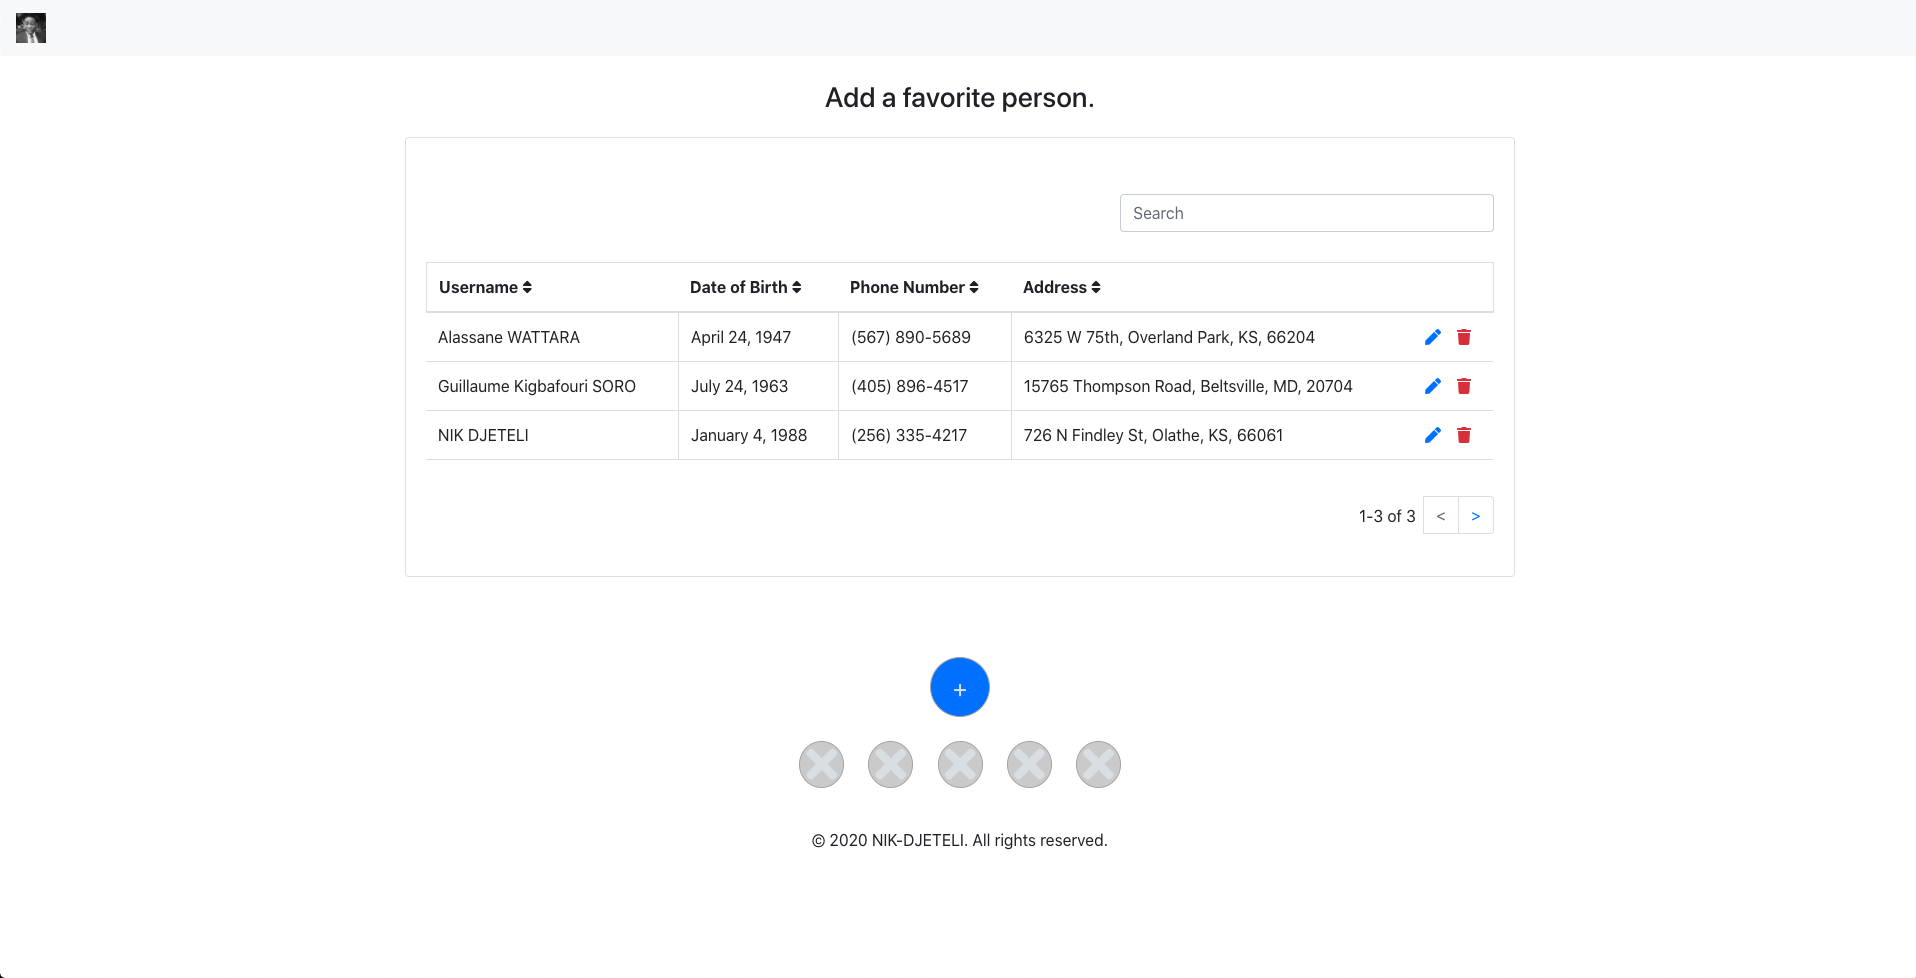 Add a favorite person.
Search
Username Date of Birth Phone Number Address
Alassane WATTARA April 24, 1947 (567) 890-5689 6325 W 75th, Overland Park, KS, 66204
Guillaume Kigbafouri SORO July 24, 1963 (405) 896-4517 15765 Thompson Road, Beltsville, MD, 20704
NIK DJETELI January 4, 1988 (256) 335-4217 726 N Findley St, Olathe, KS, 66061
1-3 of 3 < >
+
© 2020 NIK-DJETELI. All rights reserved.